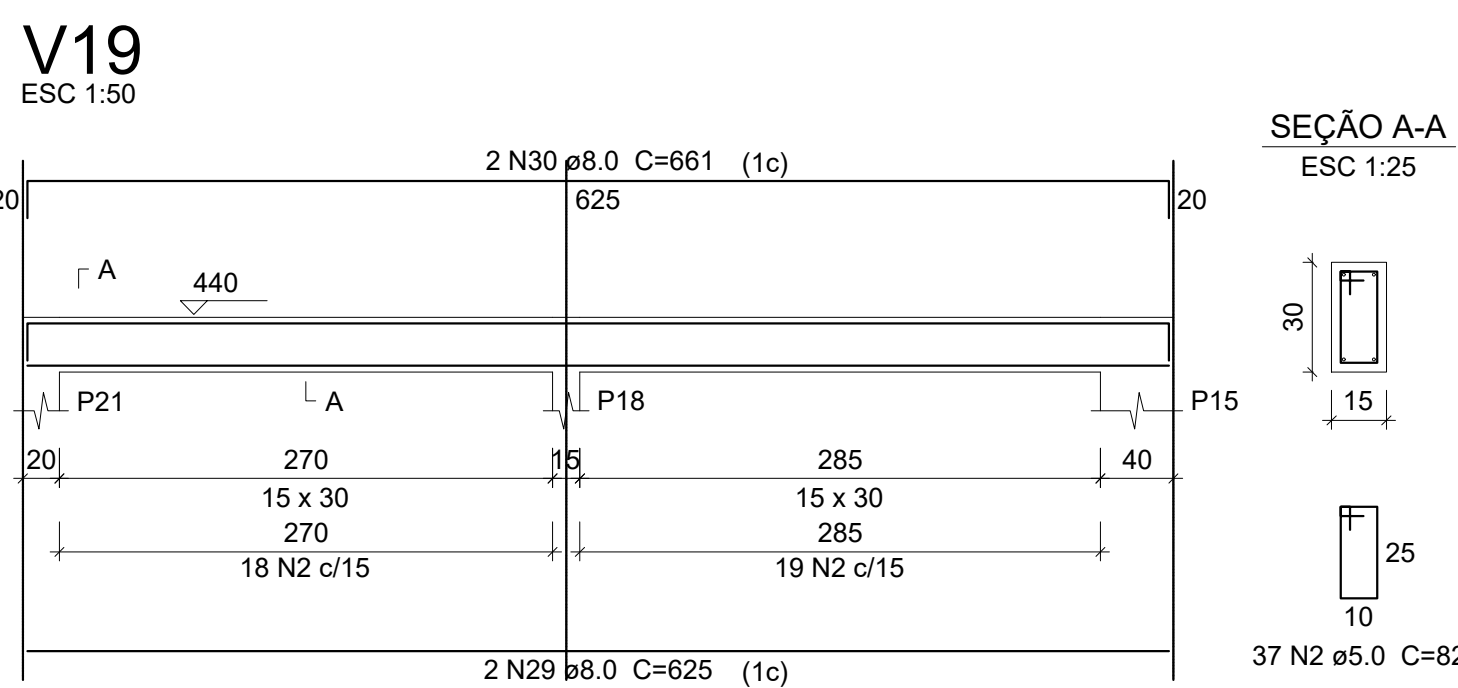 V19
ESC 1:50
SEÇÃO A-A
ESC 1:25
2 N30 ø8.0 C=661 (1c)
20 625 20
A
440
30
A
P21 P18 P15
15
20 270 15 285 40
15 x 30 15 x 30
270 285
18 N2 c/15 19 N2 c/15
25
10
37 N2 ø5.0 C=82
2 N29 ø8.0 C=625 (1c)